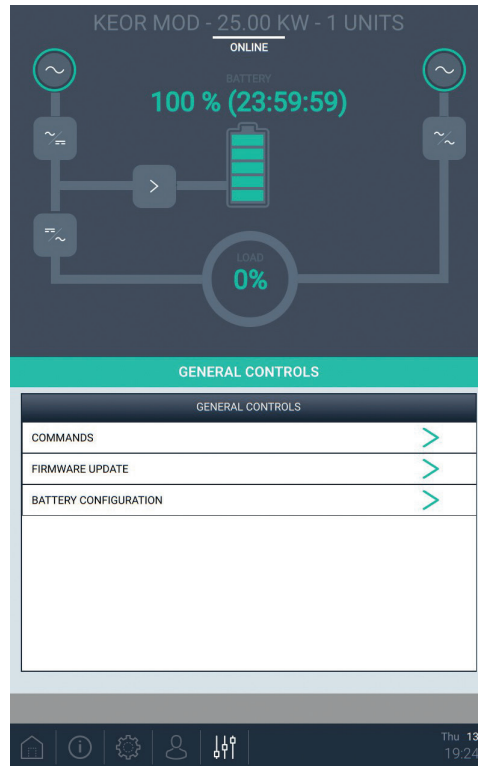 KEOR MOD - 25.00 KW - 1 UNITS
ONLINE
BATTERY
100 % (23:59:59)
LOAD
0%
GENERAL CONTROLS
GENERAL CONTROLS
COMMANDS
FIRMWARE UPDATE
BATTERY CONFIGURATION
Thu 13
19:24